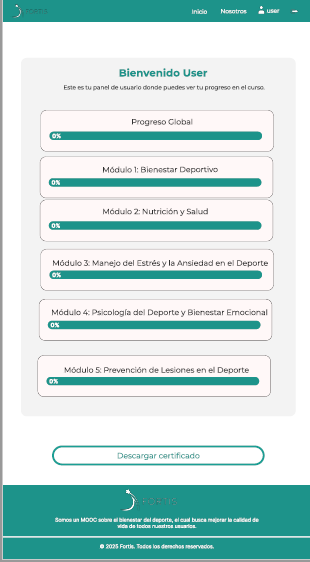 FORTIS
Inicio Nosotros user
Bienvenido User
Este es tu panel de usuario donde puedes ver tu progreso en el curso.
Progreso Global
0%
Módulo 1: Bienestar Deportivo
0%
Módulo 2: Nutrición y Salud
0%
Módulo 3: Manejo del Estrés y la Ansiedad en el Deporte
0%
Módulo 4: Psicología del Deporte y Bienestar Emocional
0%
Módulo 5: Prevención de Lesiones en el Deporte
0%
Descargar certificado
FORTIS
Somos un MOOC sobre el bienestar del deporte, el cual busca mejorar la calidad de
vida de todos nuestros usuarios.
© 2025 Fortis. Todos los derechos reservados.